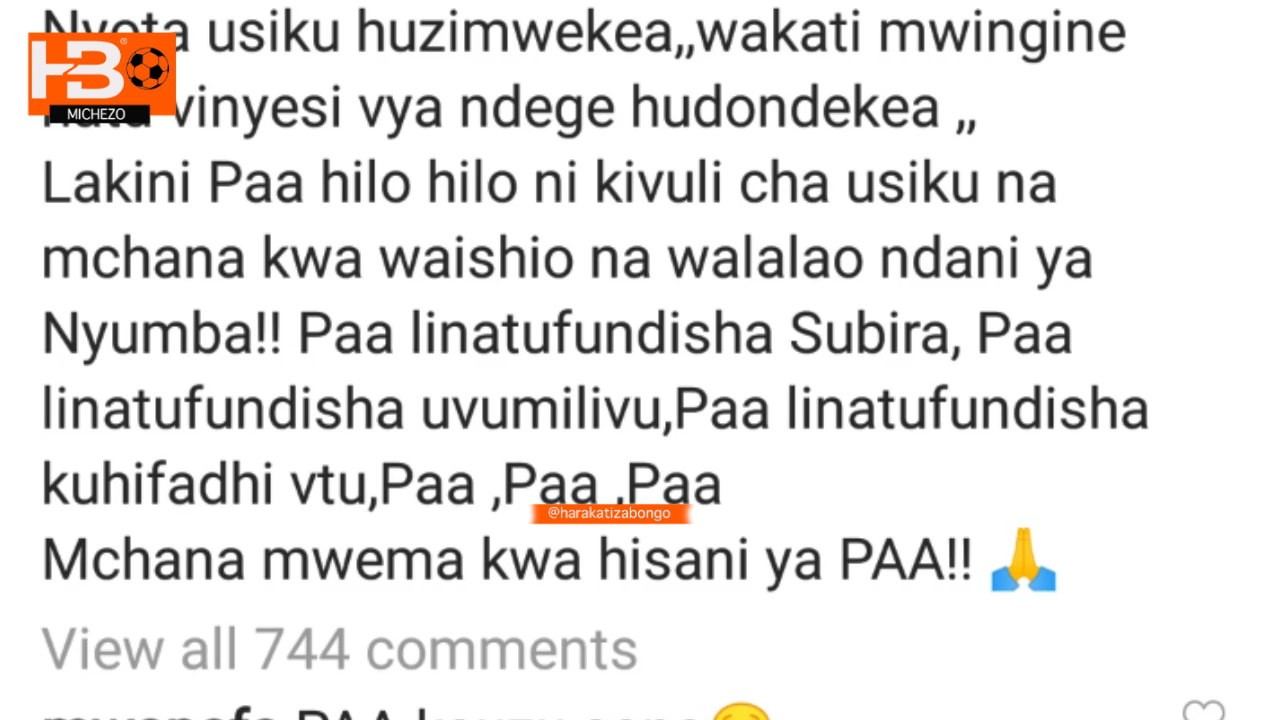 usiku huzimwekea,,wakati mwingine
vinyesi vya ndege hudondekea ,,
Lakini Paa hilo hilo ni kivuli cha usiku na
mchana kwa waishio na walalao ndani ya
Nyumba!! Paa linatufundisha Subira, Paa
linatufundisha uvumilivu,Paa linatufundisha
kuhifadhi vtu,Paa ,Paa ,Paa
Mchana mwema kwa hisani ya PAA!! 🙏
View all 744 comments
PAA
HBO
MICHEZO
@harakatizabongo